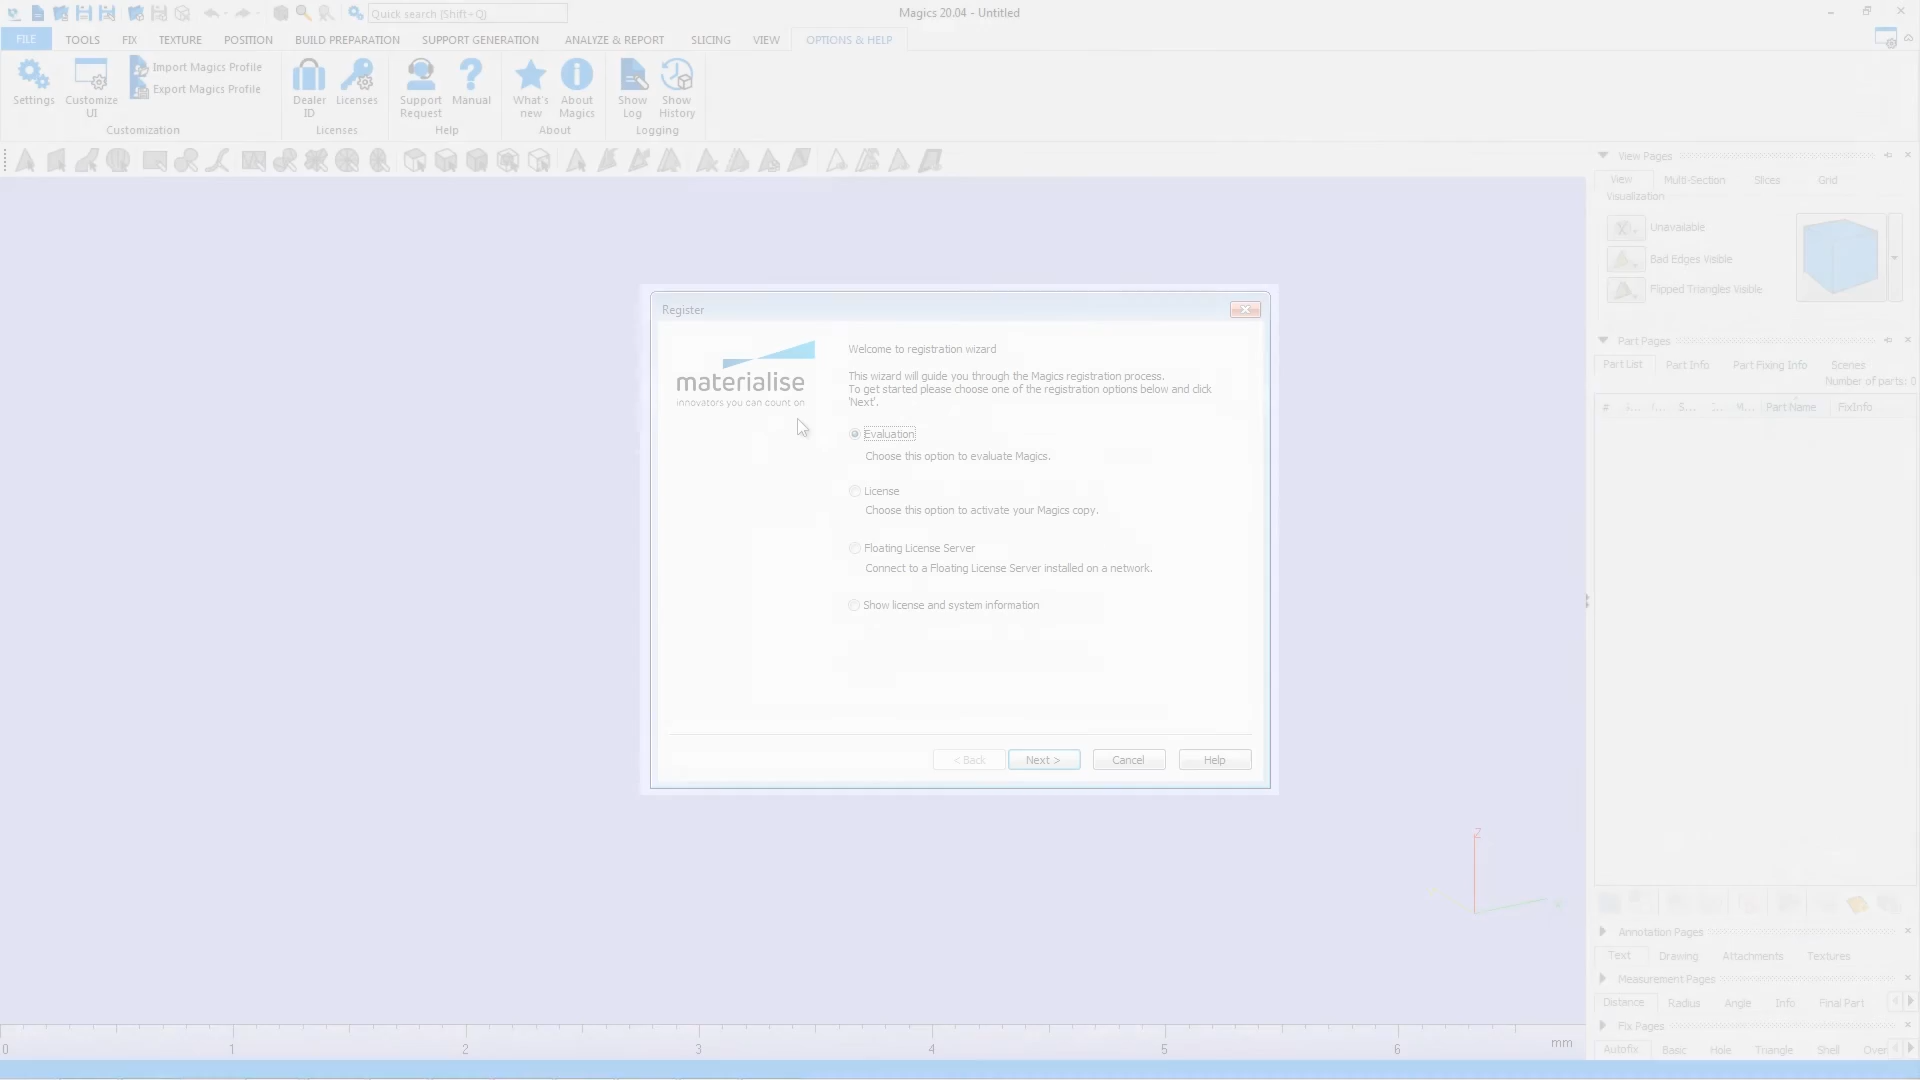 Quick search (Shift+Q)
Magics 20.04 - Untitled
FILE TOOLS FIX TEXTURE POSITION BUILD PREPARATION SUPPORT GENERATION ANALYZE & REPORT SLICING VIEW OPTIONS & HELP
Settings
Customize
UI
Import Magics Profile
Export Magics Profile
Customization
Dealer
ID
Licenses
Licenses
Support
Request
Manual
Help
What's
new
About
Magics
About
Show
Log
Show
History
Logging
View Pages
View Multi-Section Slices Grid
Visualization
Unavailable
Bad Edges Visible
Flipped Triangles Visible
Part Pages
Part List Part Info Part Fixing Info Scenes
Number of parts: 0
# I... I... S... I... M... Part Name FixInfo
Register
materialise
innovators you can count on
Welcome to registration wizard
This wizard will guide you through the Magics registration process.
To get started please choose one of the registration options below and click
'Next'.
Evaluation
Choose this option to evaluate Magics.
License
Choose this option to activate your Magics copy.
Floating License Server
Connect to a Floating License Server installed on a network.
Show license and system information
< Back Next > Cancel Help
Z
Annotation Pages
Text Drawing Attachments Textures
Measurement Pages
Distance Radius Angle Info Final Part
Fix Pages
Autofix Basic Hole Triangle Shell Over
0 1 2 3 4 5 6 mm